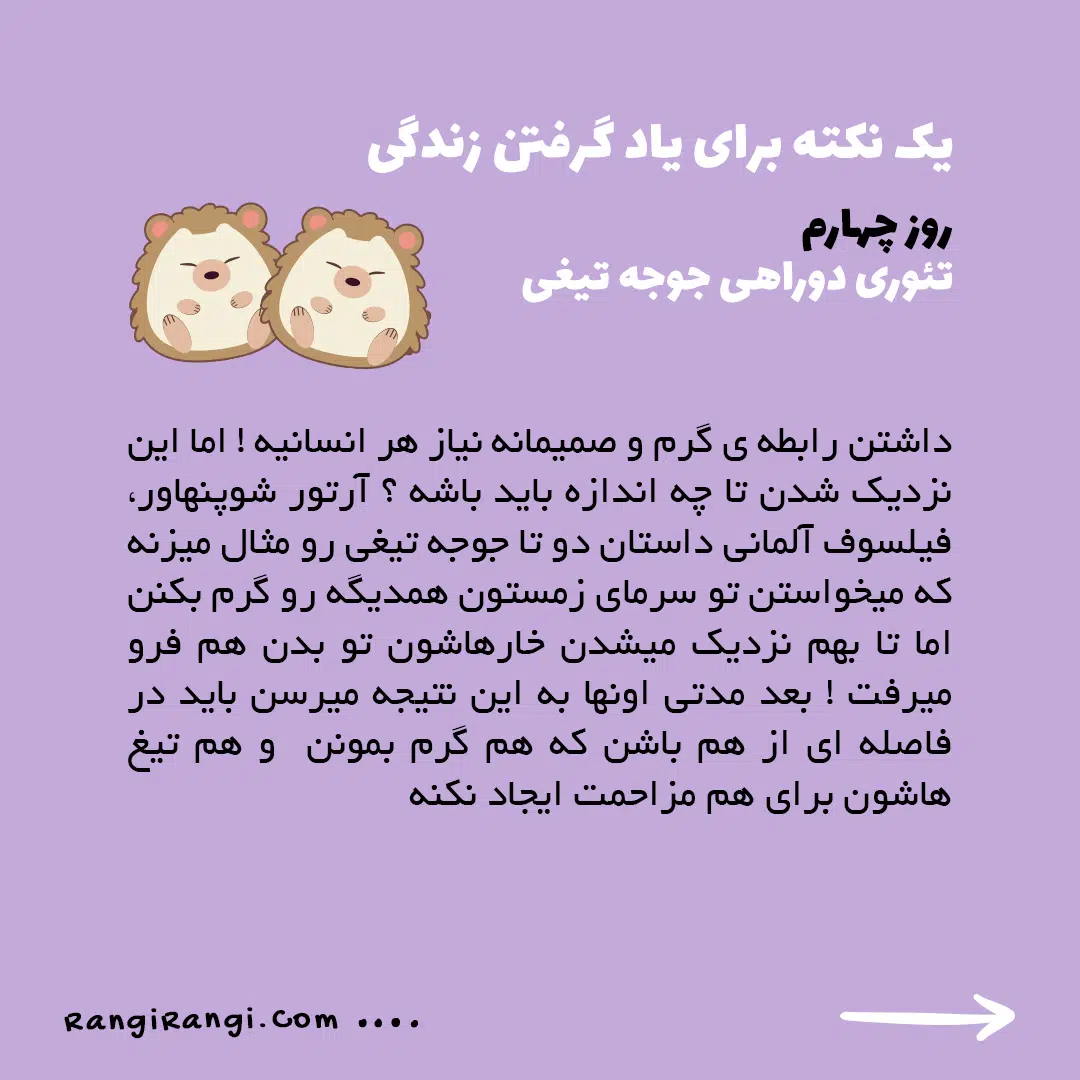 یک نکته برای یاد گرفتن زندگی
روز چهارم
تئوری دوراهی جوجه تیغی
داشتن رابطه ی گرم و صمیمانه نیاز هر انسانیه ! اما این
نزدیک شدن تا چه اندازه باید باشه ؟ آرتور شوپنهاور،
فیلسوف آلمانی داستان دو تا جوجه تیغی رو مثال میزنه
که میخواستن تو سرمای زمستون همدیگه رو گرم بکنن
اما تا بهم نزدیک میشدن خارهاشون تو بدن هم فرو
میرفت ! بعد مدتی اونها به این نتیجه میرسن باید در
فاصله ای از هم باشن که هم گرم بمونن و هم تیغ
هاشون برای هم مزاحمت ایجاد نکنه
RangiRangi.com ....